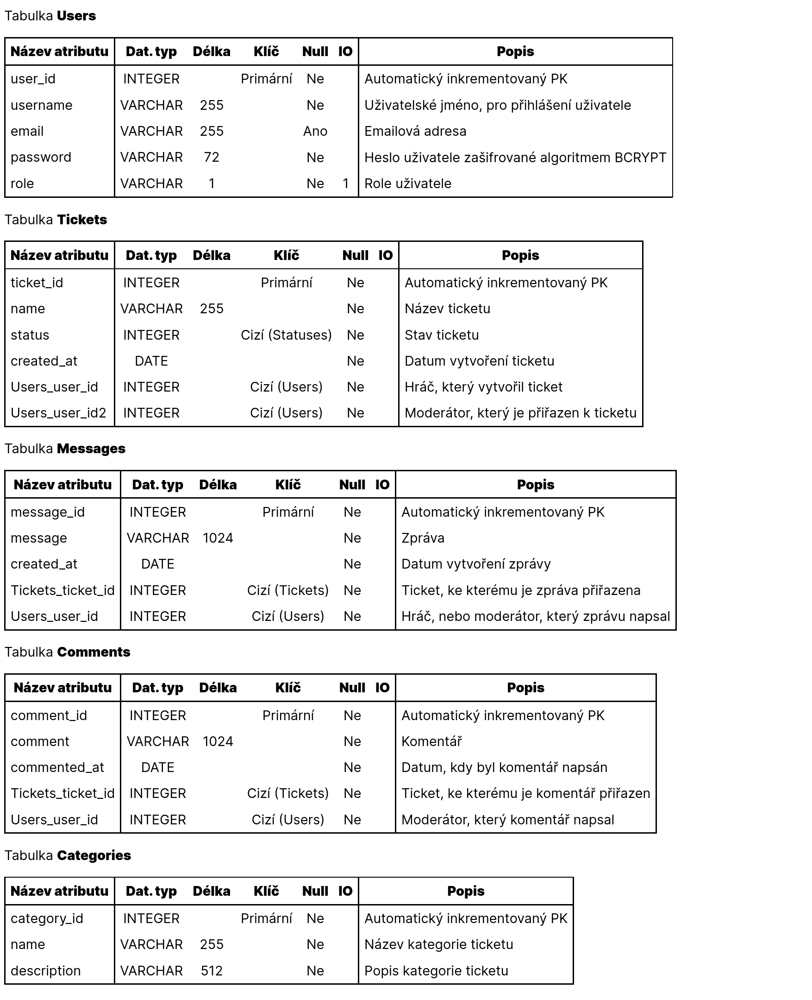 Tabulka Users
Název atributu Dat. typ Délka Klíč Null IO Popis
user_id INTEGER Primární Ne Automatický inkrementovaný PK
username VARCHAR 255 Ne Uživatelské jméno, pro přihlášení uživatele
email VARCHAR 255 Ano Emailová adresa
password VARCHAR 72 Ne Heslo uživatele zašifrované algoritmem BCRYPT
role VARCHAR 1 Ne 1 Role uživatele
Tabulka Tickets
Název atributu Dat. typ Délka Klíč Null IO Popis
ticket_id INTEGER Primární Ne Automatický inkrementovaný PK
name VARCHAR 255 Ne Název ticketu
status INTEGER Cizí (Statuses) Ne Stav ticketu
created_at DATE Ne Datum vytvoření ticketu
Users_user_id INTEGER Cizí (Users) Ne Hráč, který vytvořil ticket
Users_user_id2 INTEGER Cizí (Users) Ne Moderátor, který je přiřazen k ticketu
Tabulka Messages
Název atributu Dat. typ Délka Klíč Null IO Popis
message_id INTEGER Primární Ne Automatický inkrementovaný PK
message VARCHAR 1024 Ne Zpráva
created_at DATE Ne Datum vytvoření zprávy
Tickets_ticket_id INTEGER Cizí (Tickets) Ne Ticket, ke kterému je zpráva přiřazena
Users_user_id INTEGER Cizí (Users) Ne Hráč, nebo moderátor, který zprávu napsal
Tabulka Comments
Název atributu Dat. typ Délka Klíč Null IO Popis
comment_id INTEGER Primární Ne Automatický inkrementovaný PK
comment VARCHAR 1024 Ne Komentář
commented_at DATE Ne Datum, kdy byl komentář napsán
Tickets_ticket_id INTEGER Cizí (Tickets) Ne Ticket, ke kterému je komentář přiřazen
Users_user_id INTEGER Cizí (Users) Ne Moderátor, který komentář napsal
Tabulka Categories
Název atributu Dat. typ Délka Klíč Null IO Popis
category_id INTEGER Primární Ne Automatický inkrementovaný PK
name VARCHAR 255 Ne Název kategorie ticketu
description VARCHAR 512 Ne Popis kategorie ticketu